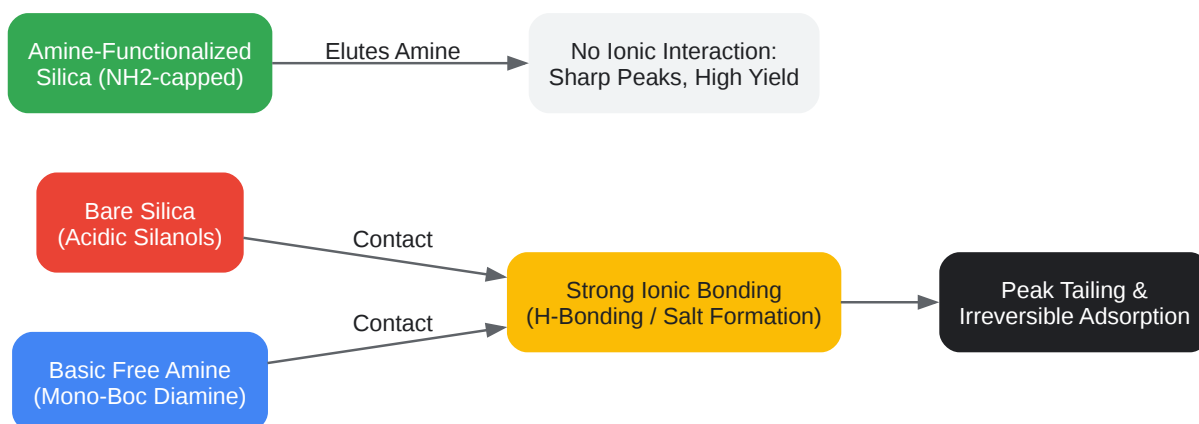 Amine-Functionalized
Silica (NH2-capped)
Elutes Amine
No Ionic Interaction:
Sharp Peaks, High Yield
Bare Silica
(Acidic Silanols)
Contact
Basic Free Amine
(Mono-Boc Diamine)
Contact
Strong Ionic Bonding
(H-Bonding / Salt Formation)
Peak Tailing &
Irreversible Adsorption